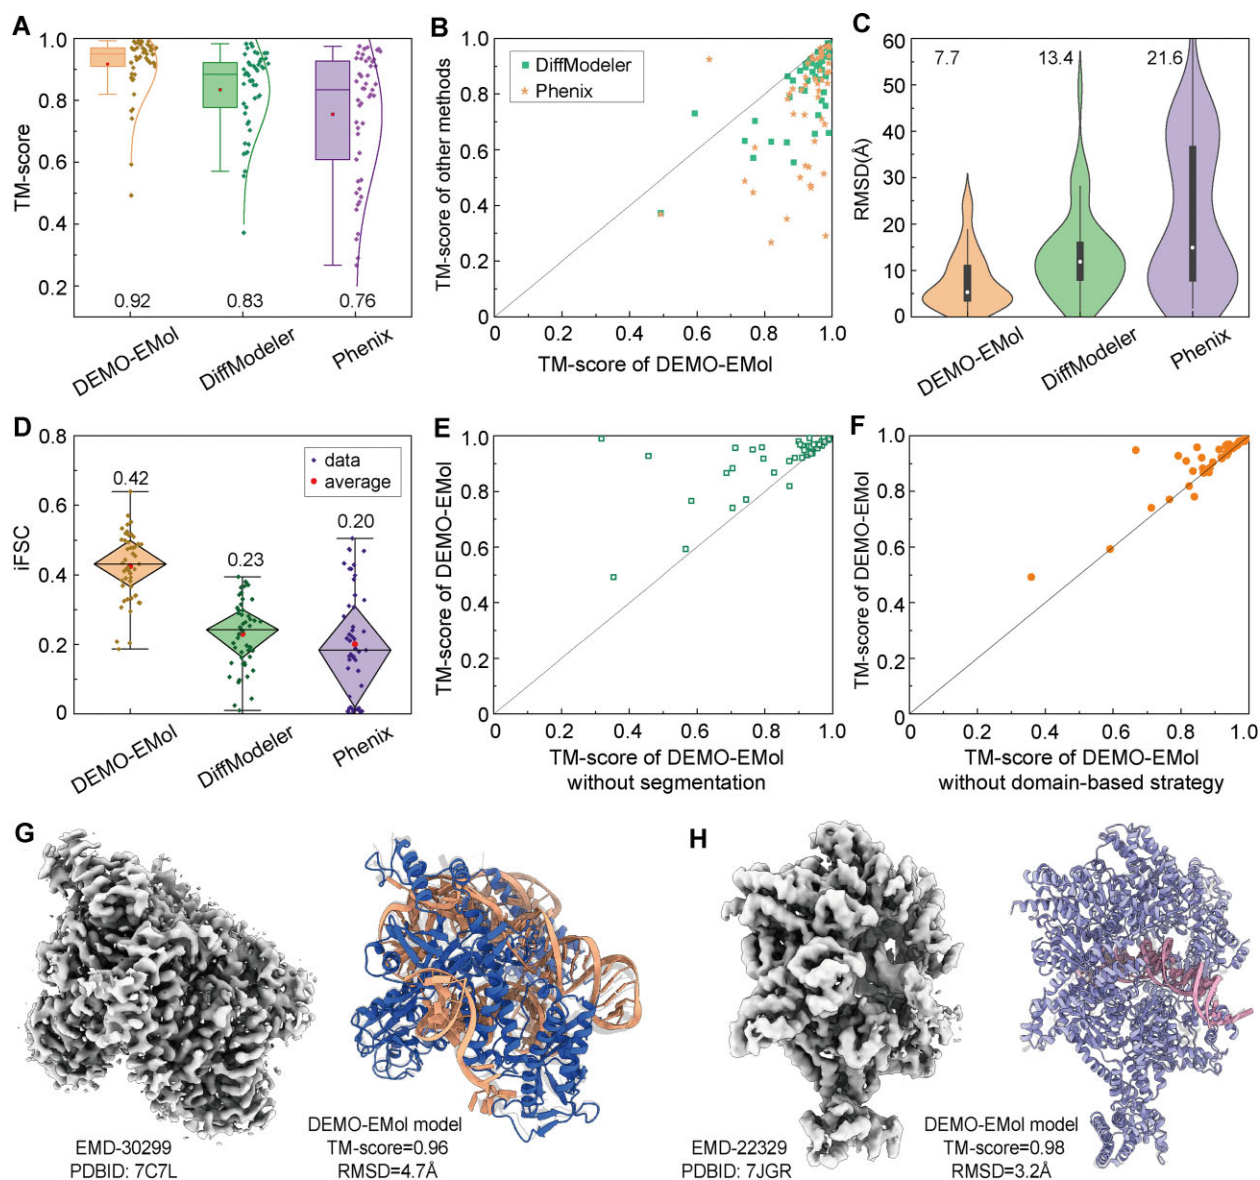 A
TM-score
1.0
0.8
0.6
0.4
0.2
0.92
0.83
0.76
DEMO-EMol
DiffModeler
Phenix
B
TM-score of other methods
1.0
0.8
0.6
0.4
0.2
0
DiffModeler
Phenix
0
0.2
0.4
0.6
0.8
1.0
TM-score of DEMO-EMol
C
RMSD(Å)
60
50
40
30
20
10
0
7.7
13.4
21.6
DEMO-EMol
DiffModeler
Phenix
D
iFSC
0.8
0.6
0.4
0.2
0
data
average
0.42
0.23
0.20
DEMO-EMol
DiffModeler
Phenix
E
TM-score of DEMO-EMol
1.0
0.8
0.6
0.4
0.2
0
0
0.2
0.4
0.6
0.8
1.0
TM-score of DEMO-EMol
without segmentation
F
TM-score of DEMO-EMol
1.0
0.8
0.6
0.4
0.2
0
0
0.2
0.4
0.6
0.8
1.0
TM-score of DEMO-EMol
without domain-based strategy
G
EMD-30299
PDBID: 7C7L
DEMO-EMol model
TM-score=0.96
RMSD=4.7Å
H
EMD-22329
PDBID: 7JGR
DEMO-EMol model
TM-score=0.98
RMSD=3.2Å